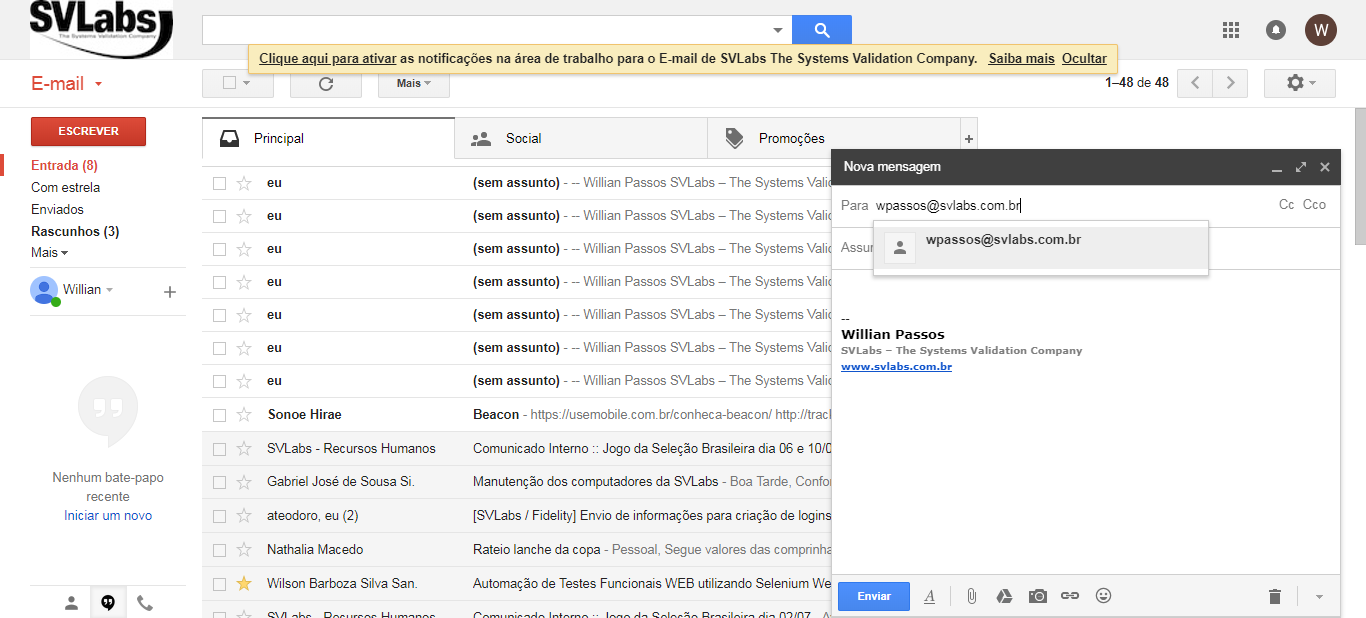 SVLabs
The Systems Validation Company
W
Clique aqui para ativar as notificações na área de trabalho para o E-mail de SVLabs The Systems Validation Company. Saiba mais Ocultar
E-mail
Mais
1–48 de 48
ESCREVER
Entrada (8)
Com estrela
Enviados
Rascunhos (3)
Mais
Willian
Nenhum bate-papo
recente
Iniciar um novo
Principal
Social
Promoções
eu (sem assunto) - -- Willian Passos SVLabs – The Systems Valid
eu (sem assunto) - -- Willian Passos SVLabs – The Systems Valid
eu (sem assunto) - -- Willian Passos SVLabs – The Systems Valid
eu (sem assunto) - -- Willian Passos SVLabs – The Systems Valid
eu (sem assunto) - -- Willian Passos SVLabs – The Systems Valid
eu (sem assunto) - -- Willian Passos SVLabs – The Systems Valid
eu (sem assunto) - -- Willian Passos SVLabs – The Systems Valid
Sonoe Hirae Beacon - https://usemobile.com.br/conheca-beacon/ http://trac
SVLabs - Recursos Humanos Comunicado Interno :: Jogo da Seleção Brasileira dia 06 e 10/0
Gabriel José de Sousa Si. Manutenção dos computadores da SVLabs - Boa Tarde, Confor
ateodoro, eu (2) [SVLabs / Fidelity] Envio de informações para criação de logins
Nathalia Macedo Rateio lanche da copa - Pessoal, Segue valores das comprinha
Wilson Barboza Silva San. Automação de Testes Funcionais WEB utilizando Selenium We
SVLabs - Recursos Humanos Comunicado Interno :: Jogo da Seleção Brasileira dia 02/07
Nova mensagem
Para wpassos@svlabs.com.br Cc Cco
wpassos@svlabs.com.br
Assun
--
Willian Passos
SVLabs – The Systems Validation Company
www.svlabs.com.br
Enviar